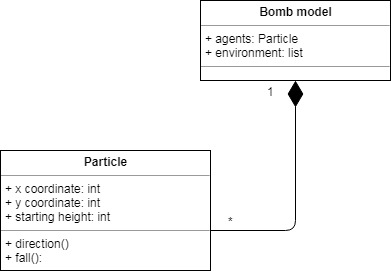 Bomb model
+ agents: Particle
+ environment: list
1
Particle
+ x coordinate: int
+ y coordinate: int
+ starting height: int
*
+ direction()
+ fall():